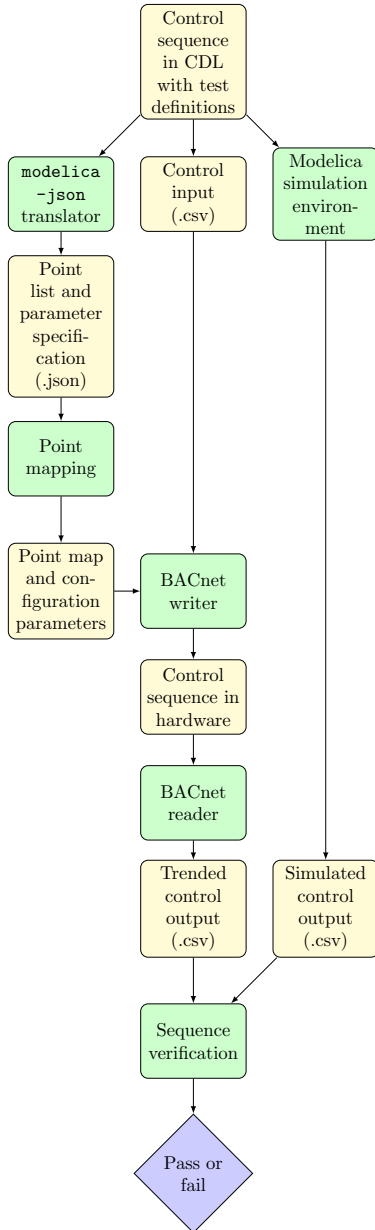 Control
sequence
in CDL
with test
definitions
modelica
-json
translator
Control
input
(.csv)
Modelica
simulation
environ-
ment
Point
list and
parameter
specifi-
cation
(.json)
Point
mapping
Point map
and con-
figuration
parameters
BACnet
writer
Control
sequence in
hardware
BACnet
reader
Trended
control
output
(.csv)
Simulated
control
output
(.csv)
Sequence
verification
Pass or
fail